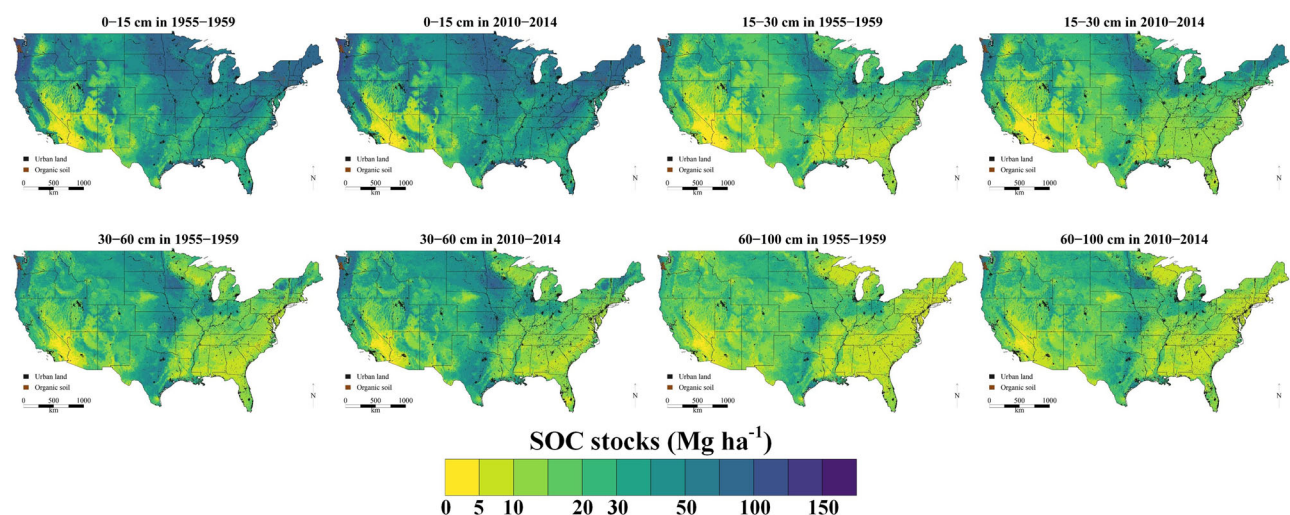 0−15 cm in 1955−1959
0−15 cm in 2010−2014
15−30 cm in 1955−1959
15−30 cm in 2010−2014
Urban land
Organic soil
0 500 1000
km
N
Urban land
Organic soil
0 500 1000
km
N
Urban land
Organic soil
0 500 1000
km
N
Urban land
Organic soil
0 500 1000
km
N
30−60 cm in 1955−1959
30−60 cm in 2010−2014
60−100 cm in 1955−1959
60−100 cm in 2010−2014
Urban land
Organic soil
0 500 1000
km
N
Urban land
Organic soil
0 500 1000
km
N
Urban land
Organic soil
0 500 1000
km
N
Urban land
Organic soil
0 500 1000
km
N
SOC stocks (Mg ha⁻¹)
0 5 10 20 30 50 100 150